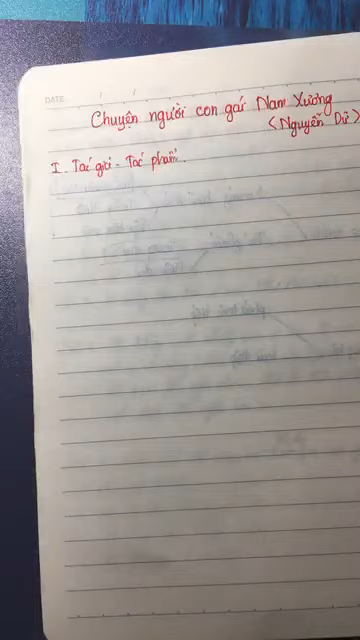 DATE / /
Chuyện người con gái Nam Xương
< Nguyễn Dữ >
I. Tác giả - Tác phẩm.